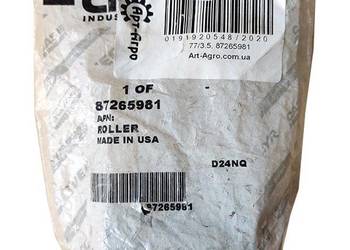 INDUS
Арт-Агро
0191920548/2020
77/3.5, 87265981
Art-Agro.com.ua
1 OF -
87265981
APN:
ROLLER
MADE IN USA
D24NQ
87265981